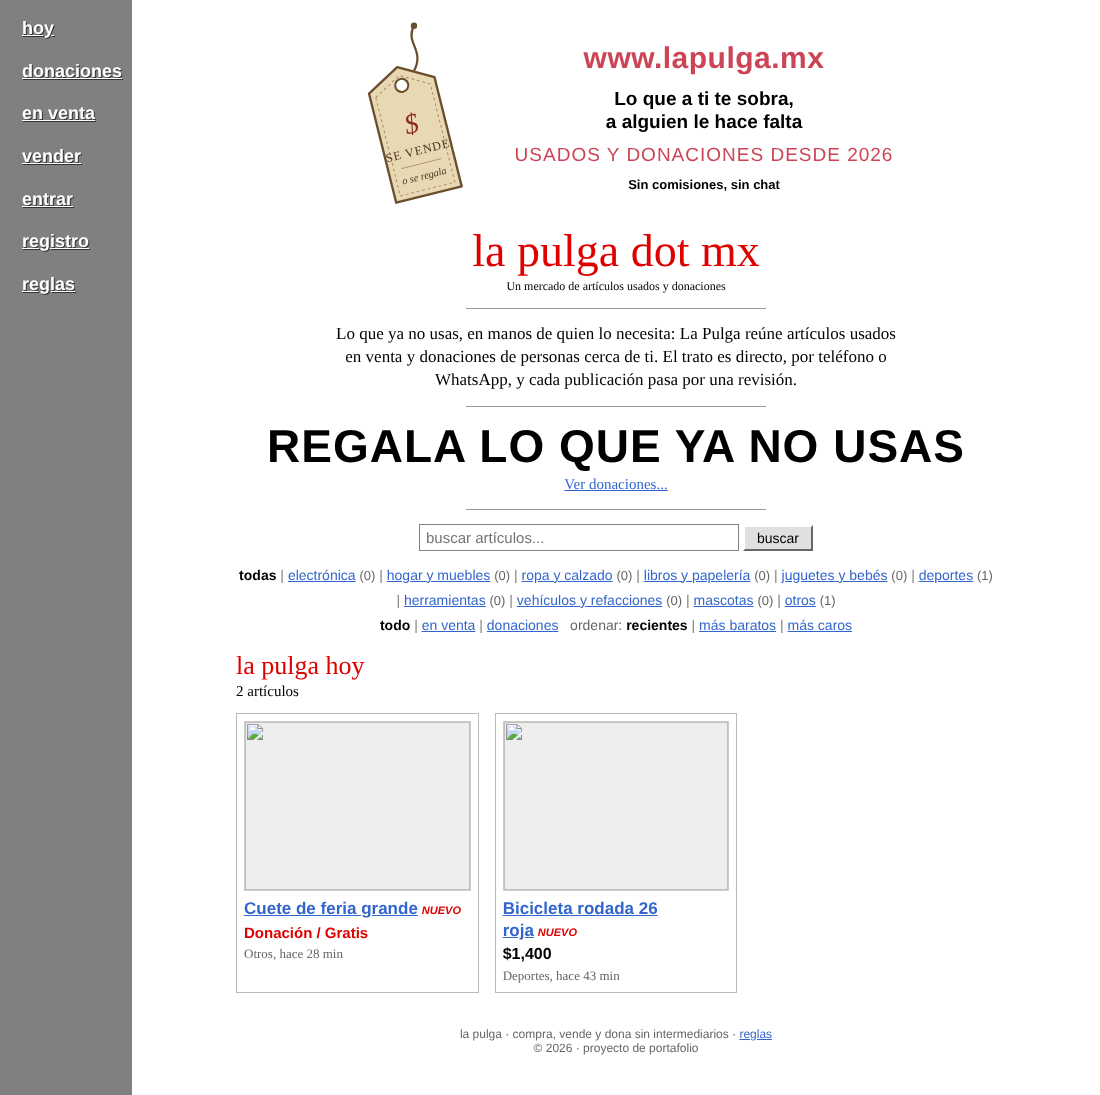 hoy
donaciones
en venta
vender
entrar
registro
reglas
$
SE VENDE
o se regala
www.lapulga.mx
Lo que a ti te sobra,
a alguien le hace falta
USADOS Y DONACIONES DESDE 2026
Sin comisiones, sin chat
la pulga dot mx
Un mercado de artículos usados y donaciones
Lo que ya no usas, en manos de quien lo necesita: La Pulga reúne artículos usados
en venta y donaciones de personas cerca de ti. El trato es directo, por teléfono o
WhatsApp, y cada publicación pasa por una revisión.
REGALA LO QUE YA NO USAS
Ver donaciones...
buscar artículos... buscar
todas | electrónica (0) | hogar y muebles (0) | ropa y calzado (0) | libros y papelería (0) | juguetes y bebés (0) | deportes (1)
| herramientas (0) | vehículos y refacciones (0) | mascotas (0) | otros (1)
todo | en venta | donaciones ordenar: recientes | más baratos | más caros
la pulga hoy
2 artículos
Cuete de feria grande NUEVO
Donación / Gratis
Otros, hace 28 min
Bicicleta rodada 26
roja NUEVO
$1,400
Deportes, hace 43 min
la pulga · compra, vende y dona sin intermediarios · reglas
© 2026 · proyecto de portafolio